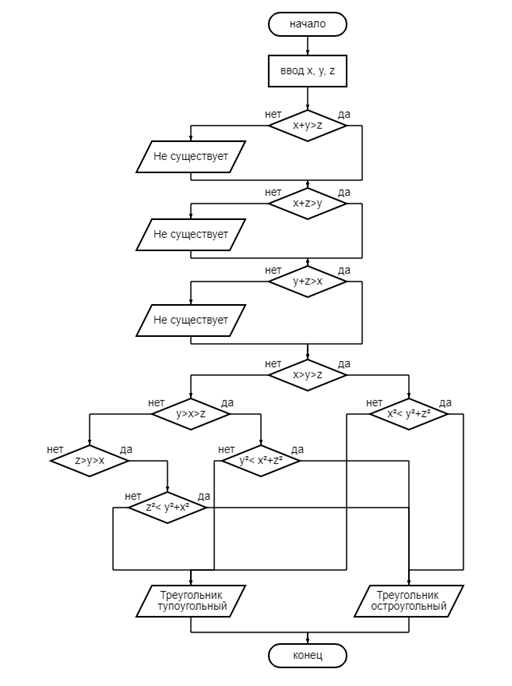 начало
ввод x, y, z
нет
да
x+y>z
Не существует
нет
да
x+z>y
Не существует
нет
да
y+z>x
Не существует
нет
да
x>y>z
нет
да
y>x>z
нет
да
x²< y²+z²
нет
да
z>y>x
нет
да
y²< x²+z²
нет
да
z²< y²+x²
Треугольник
тупоугольный
Треугольник
остроугольный
конец